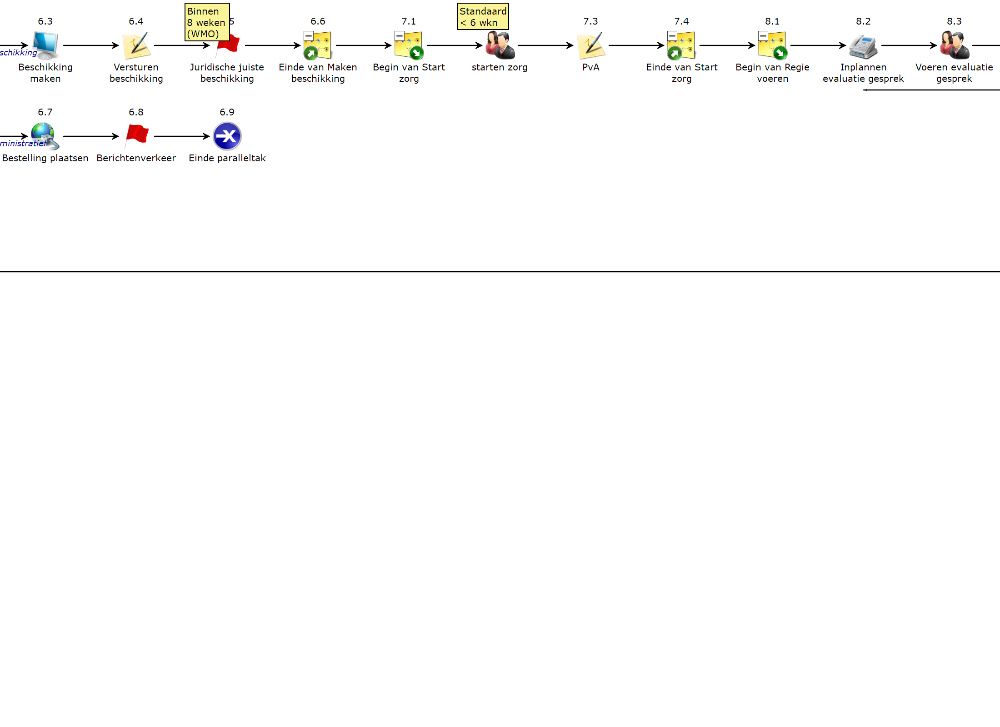 Binnen
8 weken
(WMO)
Standaard
< 6 wkn
6.3
6.4
5
6.6
7.1
7.3
7.4
8.1
8.2
8.3
schikking
Beschikking
maken
Versturen
beschikking
Juridische juiste
beschikking
Einde van Maken
beschikking
Begin van Start
zorg
starten zorg
PvA
Einde van Start
zorg
Begin van Regie
voeren
Inplannen
evaluatie gesprek
Voeren evaluatie
gesprek
6.7
6.8
6.9
ministratief
Bestelling plaatsen
Berichtenverkeer
Einde paralleltak